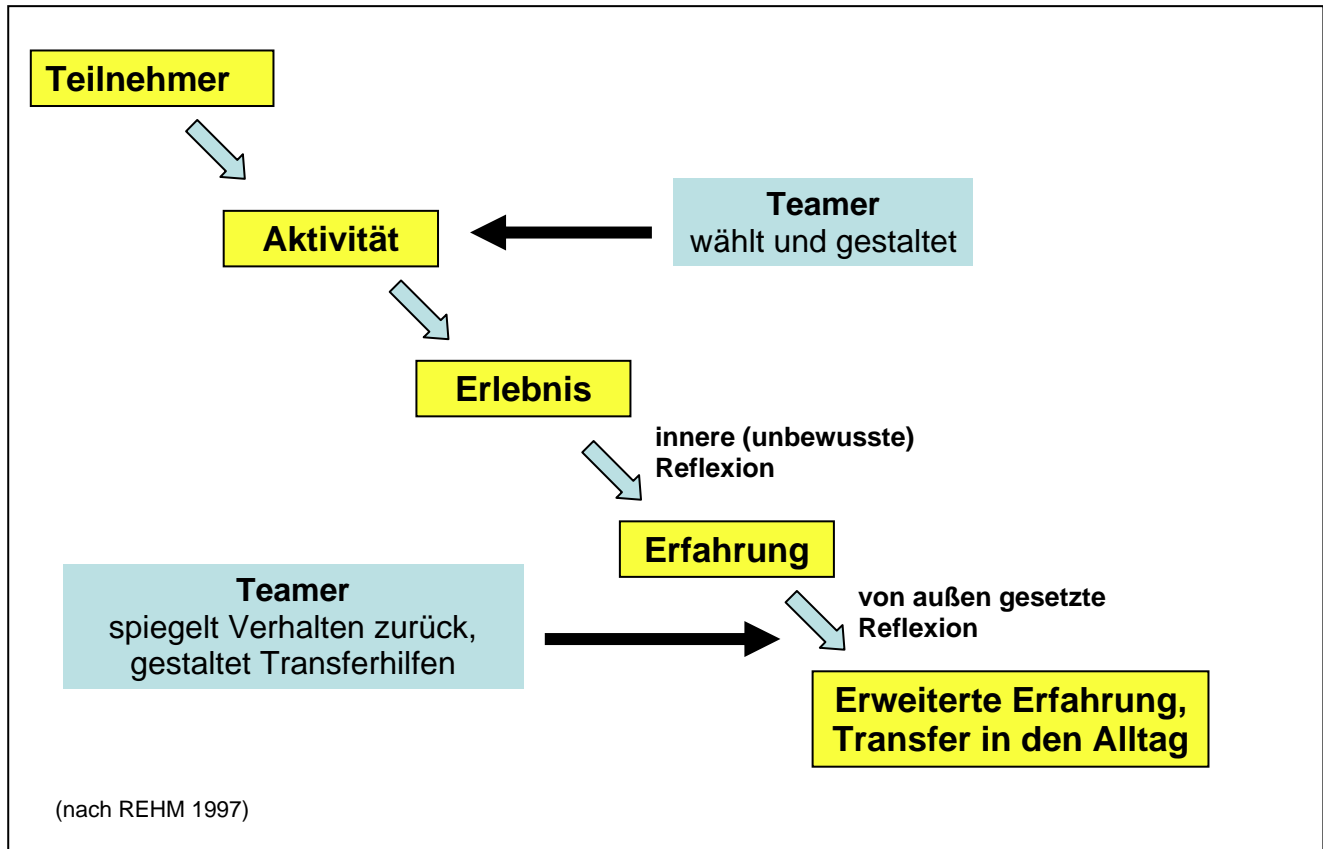 Teilnehmer
Aktivität
Teamer
wählt und gestaltet
Erlebnis
innere (unbewusste)
Reflexion
Erfahrung
Teamer
spiegelt Verhalten zurück,
gestaltet Transferhilfen
von außen gesetzte
Reflexion
Erweiterte Erfahrung,
Transfer in den Alltag
(nach REHM 1997)